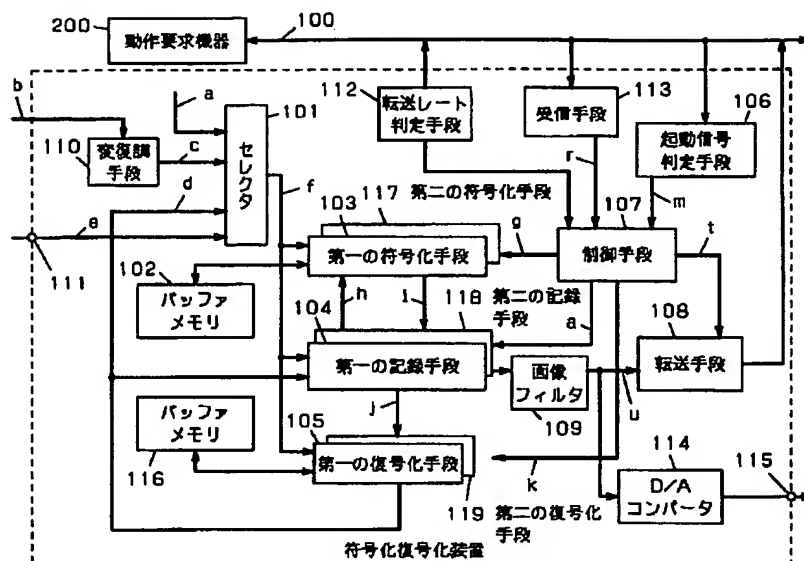 200
動作要求機器
100
b
a
101
112
転送レート
判定手段
受信手段
113
106
起動信号
判定手段
110
変復調
手段
c
セレクタ
d
f
r
m
117
第二の符号化手段
103
107
e
111
第一の符号化手段
g
制御手段
t
102
バッファ
メモリ
h
i
118
第二の記録
手段
104
a
108
第一の記録手段
画像
フィルタ
109
転送手段
u
バッファ
メモリ
116
j
105
第一の復号化手段
k
114
115
D/A
コンバータ
119
第二の復号化
手段
符号化復号化装置